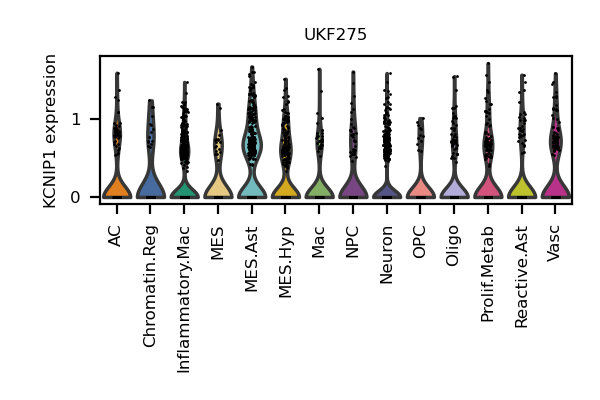 UKF275
KCNIP1 expression
1
0
AC
Chromatin.Reg
Inflammatory.Mac
MES
MES.Ast
MES.Hyp
Mac
NPC
Neuron
OPC
Oligo
Prolif.Metab
Reactive.Ast
Vasc